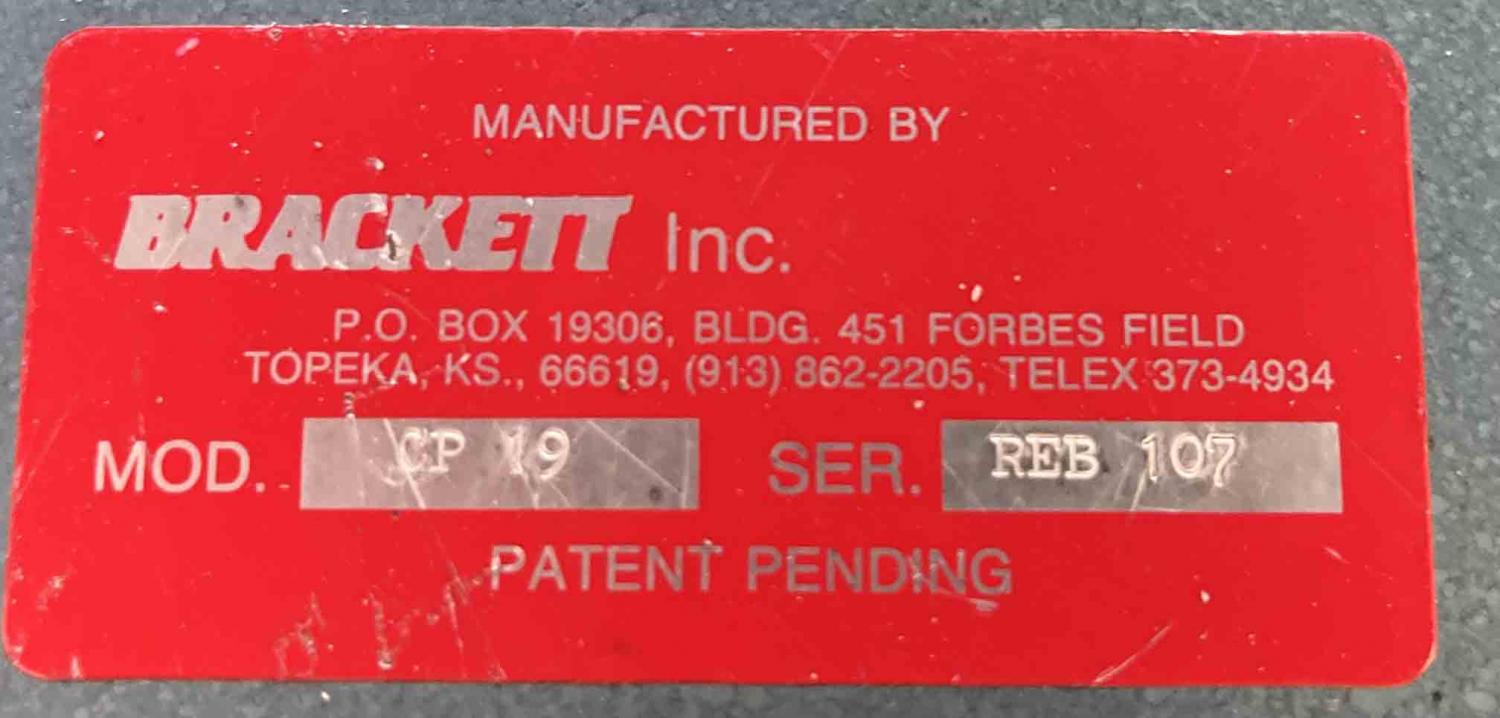 MANUFACTURED BY
BRACKETT Inc.
P.O. BOX 19306, BLDG. 451 FORBES FIELD
TOPEKA, KS., 66619, (913) 862-2205, TELEX 373-4934
MOD. CP 19 SER. REB 107
PATENT PENDING